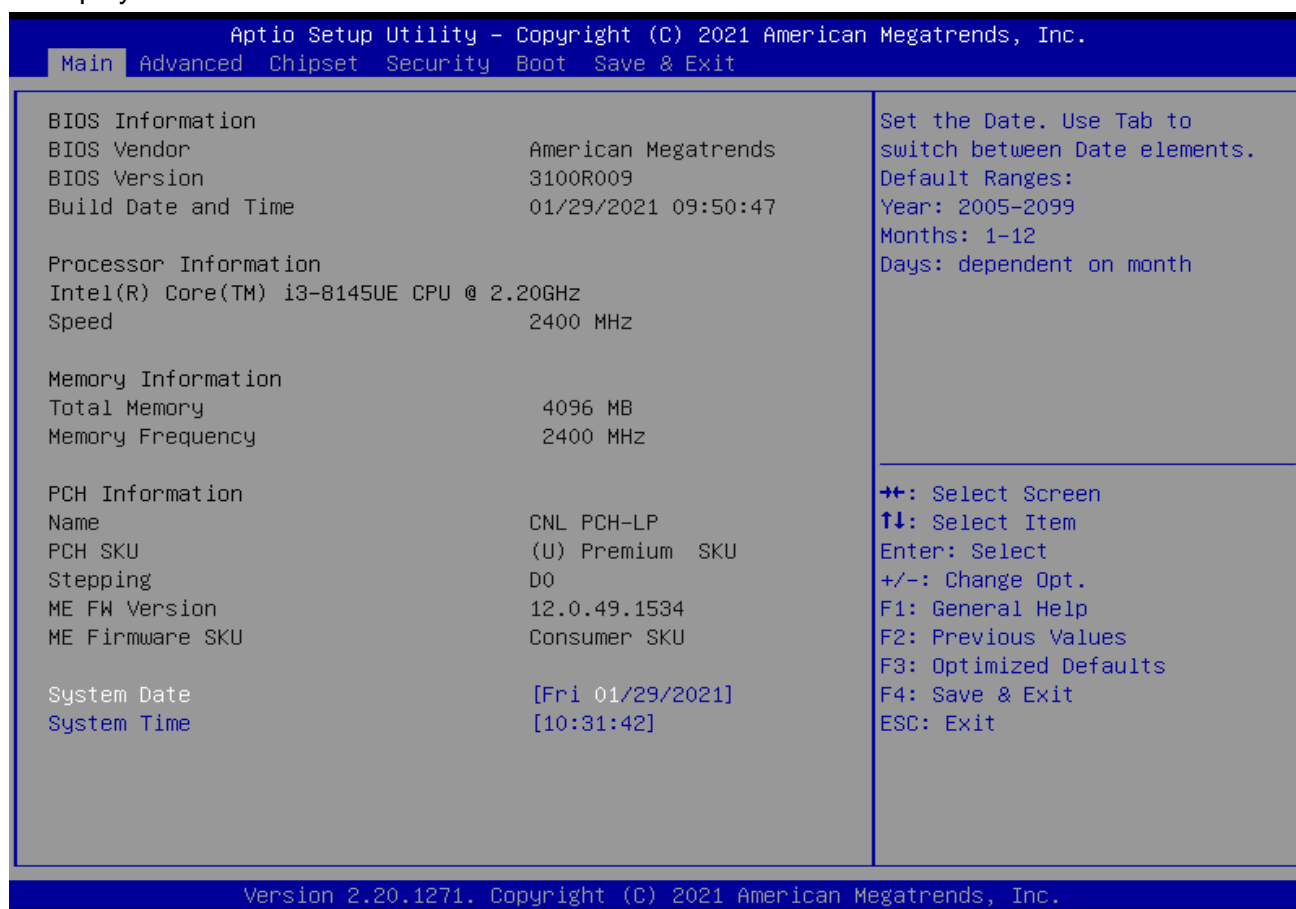 Aptio Setup Utility – Copyright (C) 2021 American Megatrends, Inc.
Main Advanced Chipset Security Boot Save & Exit
BIOS Information
BIOS Vendor American Megatrends
BIOS Version 3100R009
Build Date and Time 01/29/2021 09:50:47
Processor Information
Intel(R) Core(TM) i3-8145UE CPU @ 2.20GHz
Speed 2400 MHz
Memory Information
Total Memory 4096 MB
Memory Frequency 2400 MHz
PCH Information
Name CNL PCH-LP
PCH SKU (U) Premium SKU
Stepping D0
ME FW Version 12.0.49.1534
ME Firmware SKU Consumer SKU
System Date [Fri 01/29/2021]
System Time [10:31:42]
Set the Date. Use Tab to
switch between Date elements.
Default Ranges:
Year: 2005-2099
Months: 1-12
Days: dependent on month
→←: Select Screen
↑↓: Select Item
Enter: Select
+/-: Change Opt.
F1: General Help
F2: Previous Values
F3: Optimized Defaults
F4: Save & Exit
ESC: Exit
Version 2.20.1271. Copyright (C) 2021 American Megatrends, Inc.